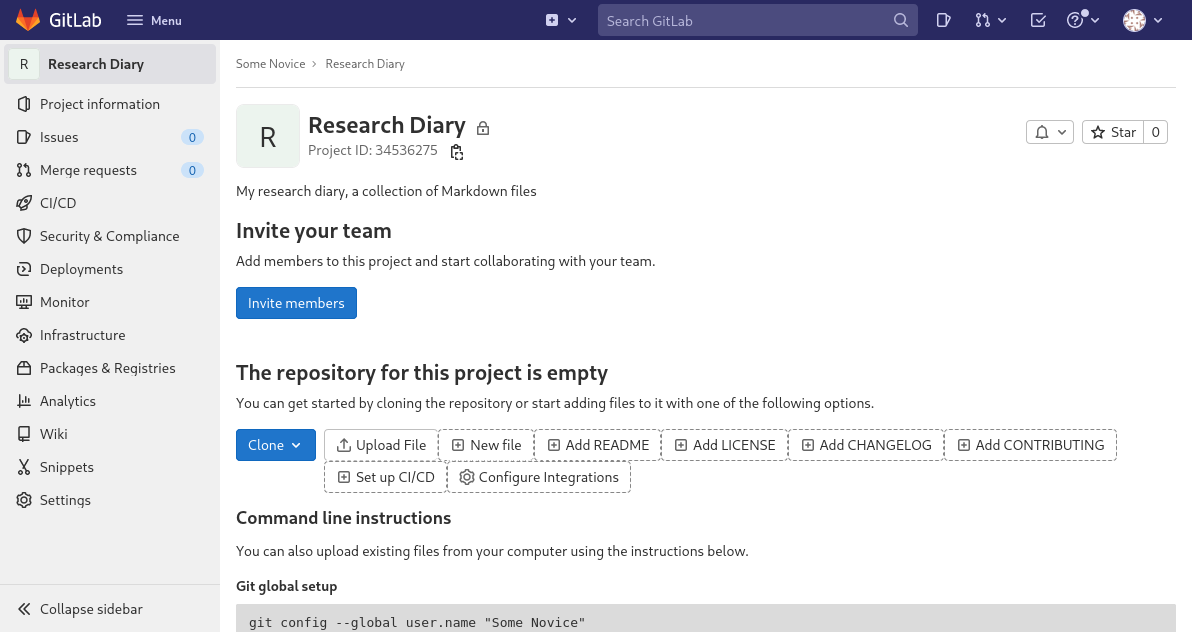 GitLab Menu Search GitLab
R Research Diary
Project information
Issues 0
Merge requests 0
CI/CD
Security & Compliance
Deployments
Monitor
Infrastructure
Packages & Registries
Analytics
Wiki
Snippets
Settings
Collapse sidebar
Some Novice › Research Diary
R
Research Diary
Project ID: 34536275
Star 0
My research diary, a collection of Markdown files
Invite your team
Add members to this project and start collaborating with your team.
Invite members
The repository for this project is empty
You can get started by cloning the repository or start adding files to it with one of the following options.
Clone Upload File New file Add README Add LICENSE Add CHANGELOG Add CONTRIBUTING
Set up CI/CD Configure Integrations
Command line instructions
You can also upload existing files from your computer using the instructions below.
Git global setup
git config --global user.name "Some Novice"